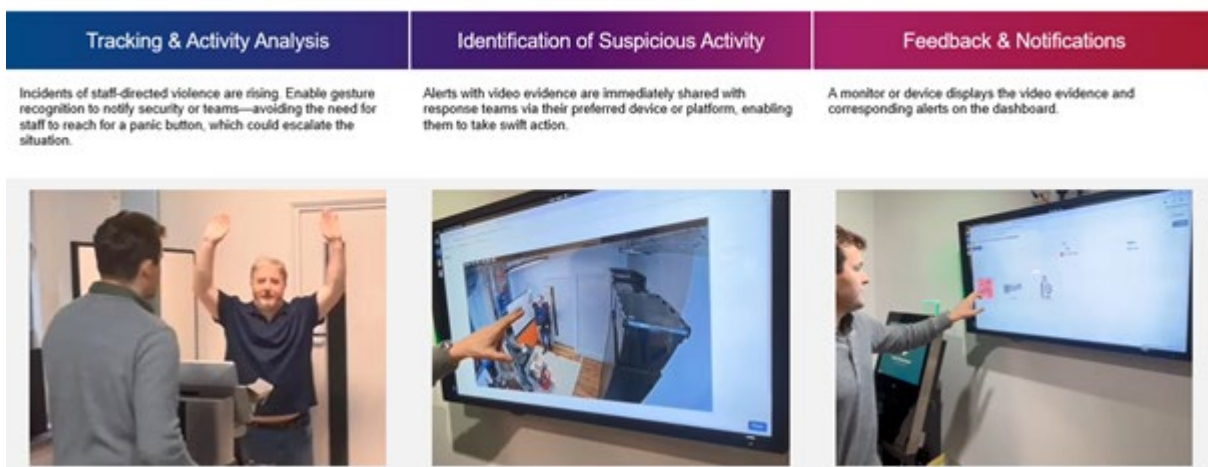 Tracking & Activity Analysis
Identification of Suspicious Activity
Feedback & Notifications
Incidents of staff-directed violence are rising. Enable gesture
recognition to notify security or teams—avoiding the need for
staff to reach for a panic button, which could escalate the
situation.
Alerts with video evidence are immediately shared with
response teams via their preferred device or platform, enabling
them to take swift action.
A monitor or device displays the video evidence and
corresponding alerts on the dashboard.